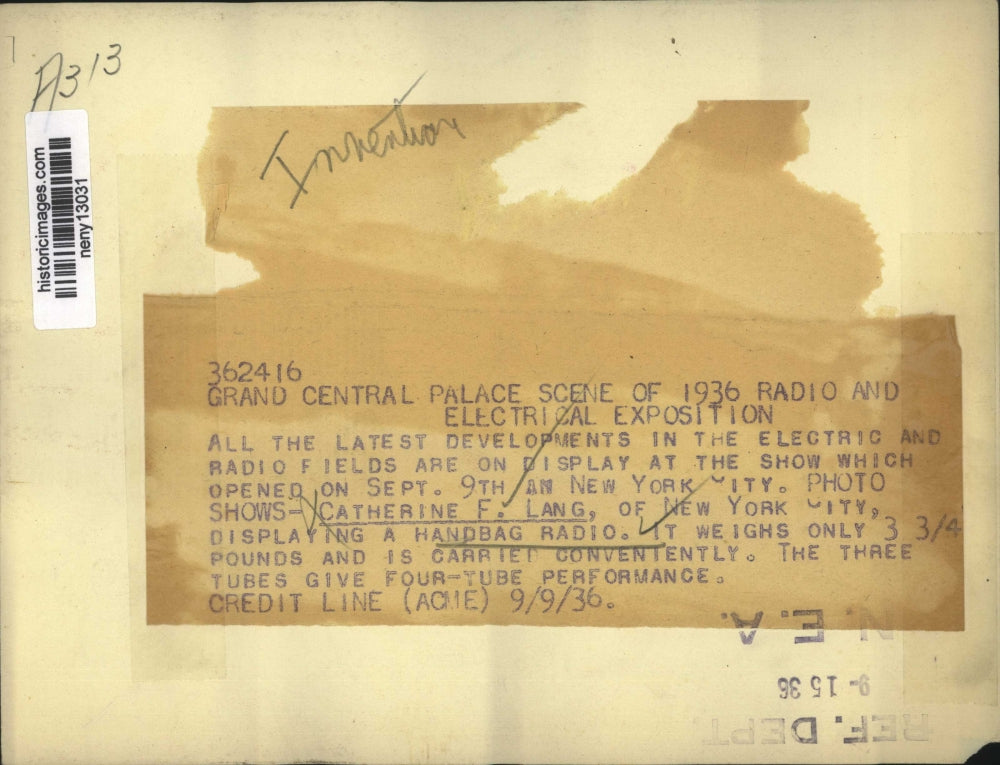 A313
Invention
historicimages.com
neny13031
362416
GRAND CENTRAL PALACE SCENE OF 1936 RADIO AND
ELECTRICAL EXPOSITION
ALL THE LATEST DEVELOPMENTS IN THE ELECTRIC AND
RADIO FIELDS ARE ON DISPLAY AT THE SHOW WHICH
OPENED ON SEPT. 9TH IN NEW YORK CITY. PHOTO
SHOWS-CATHERINE F. LANG, OF NEW YORK CITY,
DISPLAYING A HANDBAG RADIO. IT WEIGHS ONLY 3 3/4
POUNDS AND IS CARRIET CONVENTENTLY. THE THREE
TUBES GIVE FOUR-TUBE PERFORMANCE.
CREDIT LINE (ACME) 9/9/36.
N.E.A.
9-15 36
REF. DEPT.